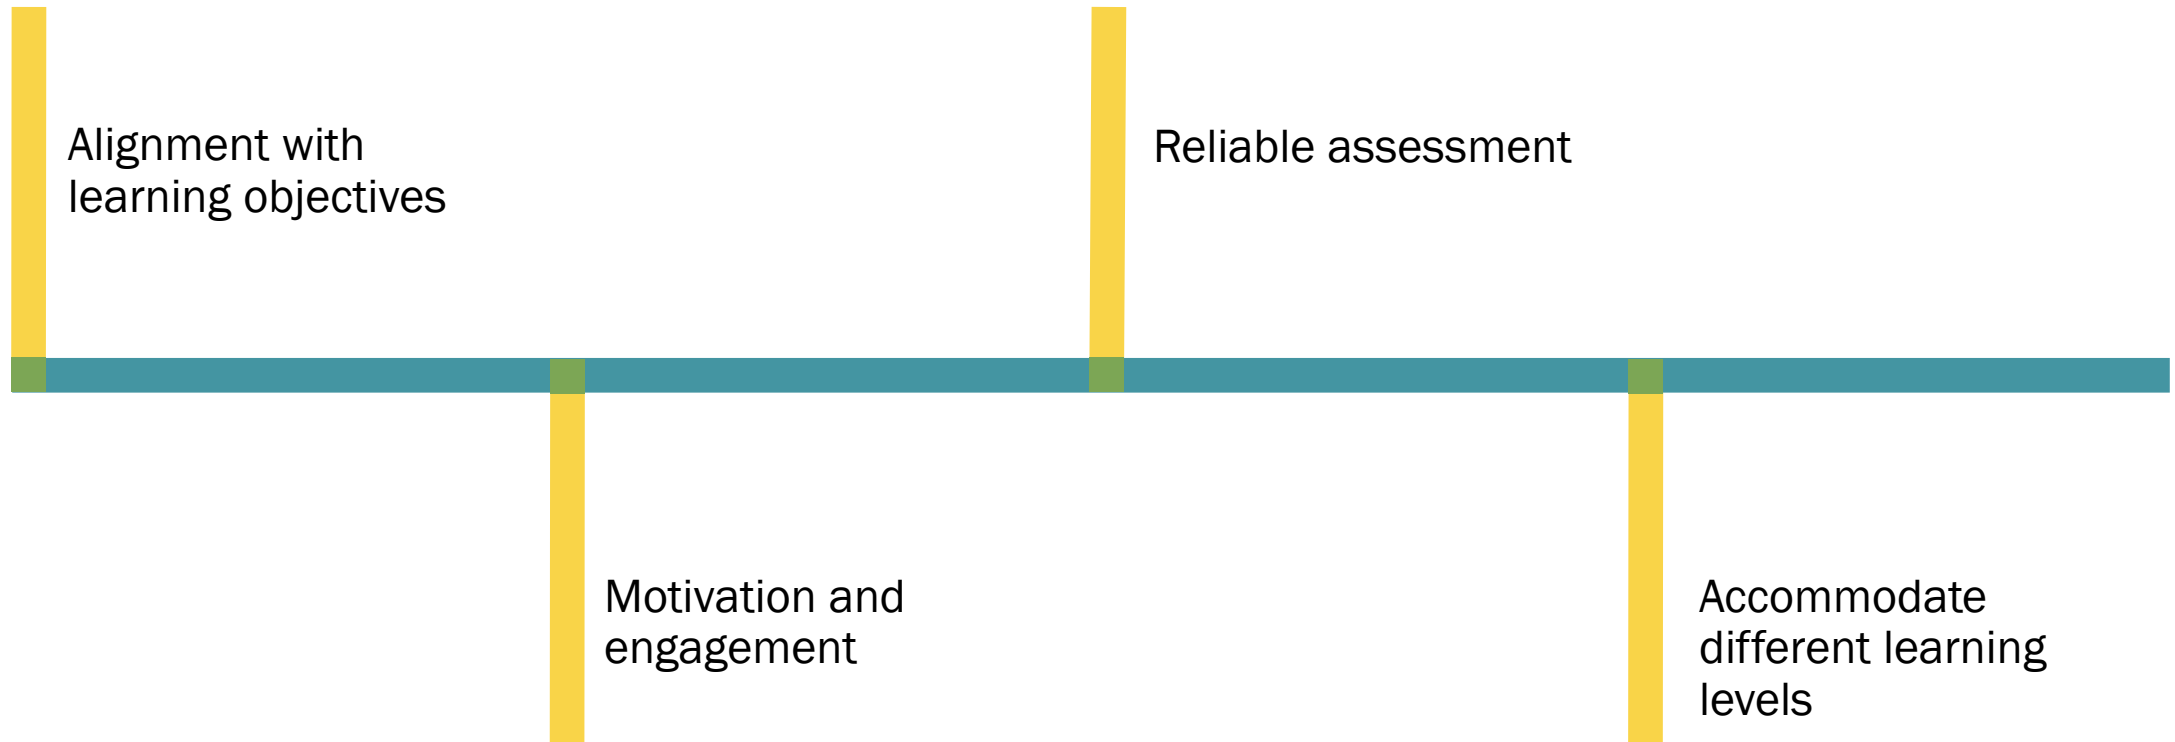 Alignment with
learning objectives
Motivation and
engagement
Reliable assessment
Accommodate
different learning
levels